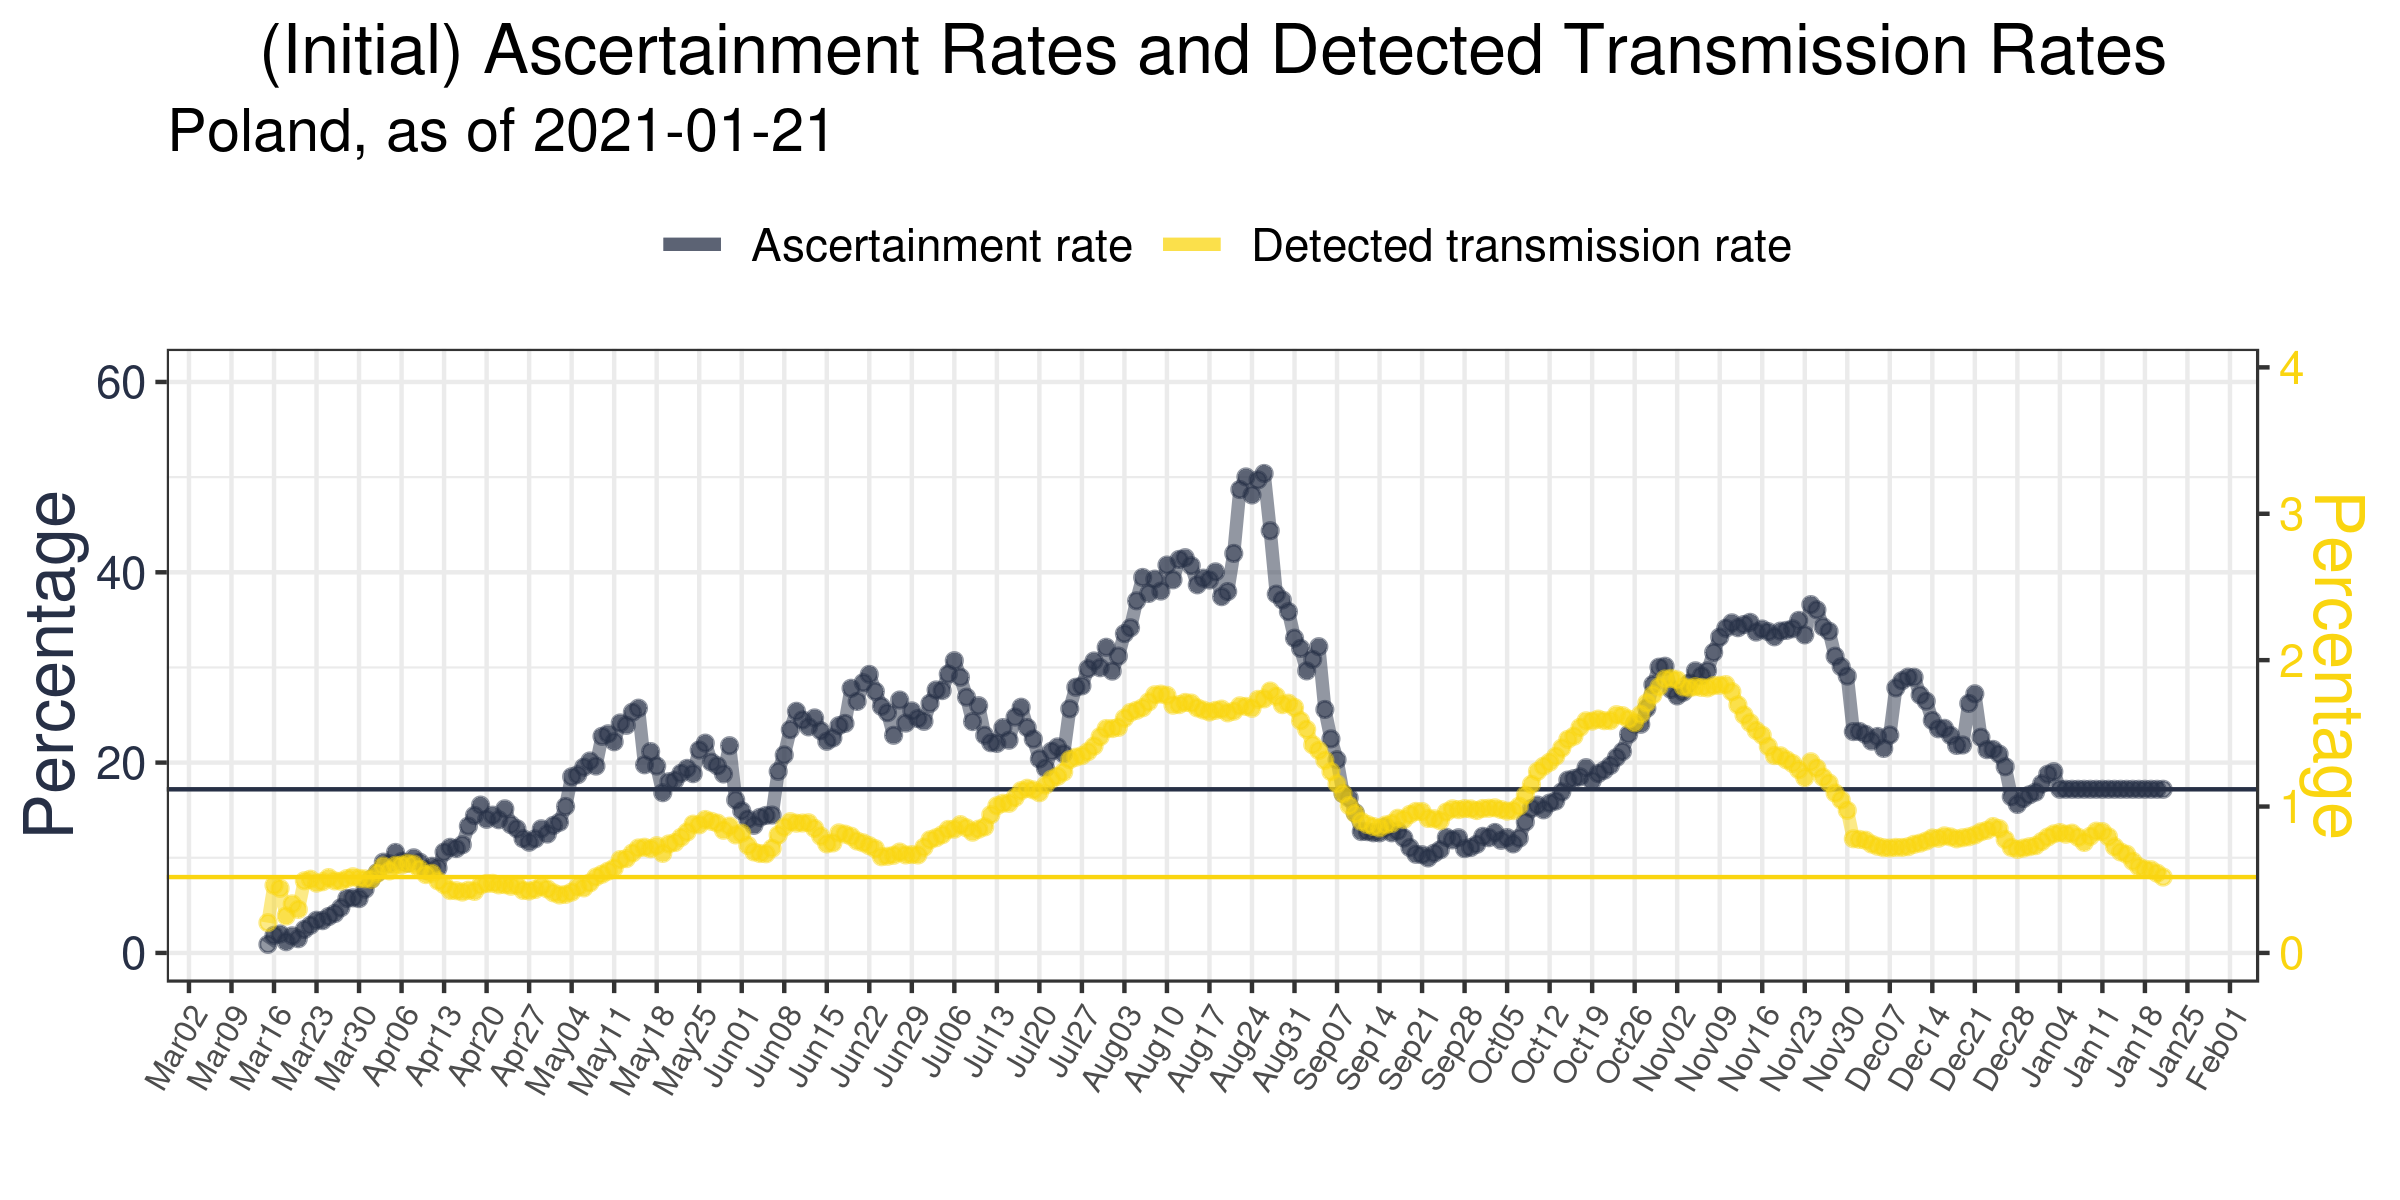 (Initial) Ascertainment Rates and Detected Transmission Rates
Poland, as of 2021-01-21
Ascertainment rate
Detected transmission rate
Percentage
60
40
20
0
4
3
2
1
0
Percentage
Mar02
Mar09
Mar16
Mar23
Mar30
Apr06
Apr13
Apr20
Apr27
May04
May11
May18
May25
Jun01
Jun08
Jun15
Jun22
Jun29
Jul06
Jul13
Jul20
Jul27
Aug03
Aug10
Aug17
Aug24
Aug31
Sep07
Sep14
Sep21
Sep28
Oct05
Oct12
Oct19
Oct26
Nov02
Nov09
Nov16
Nov23
Nov30
Dec07
Dec14
Dec21
Dec28
Jan04
Jan11
Jan18
Jan25
Feb01